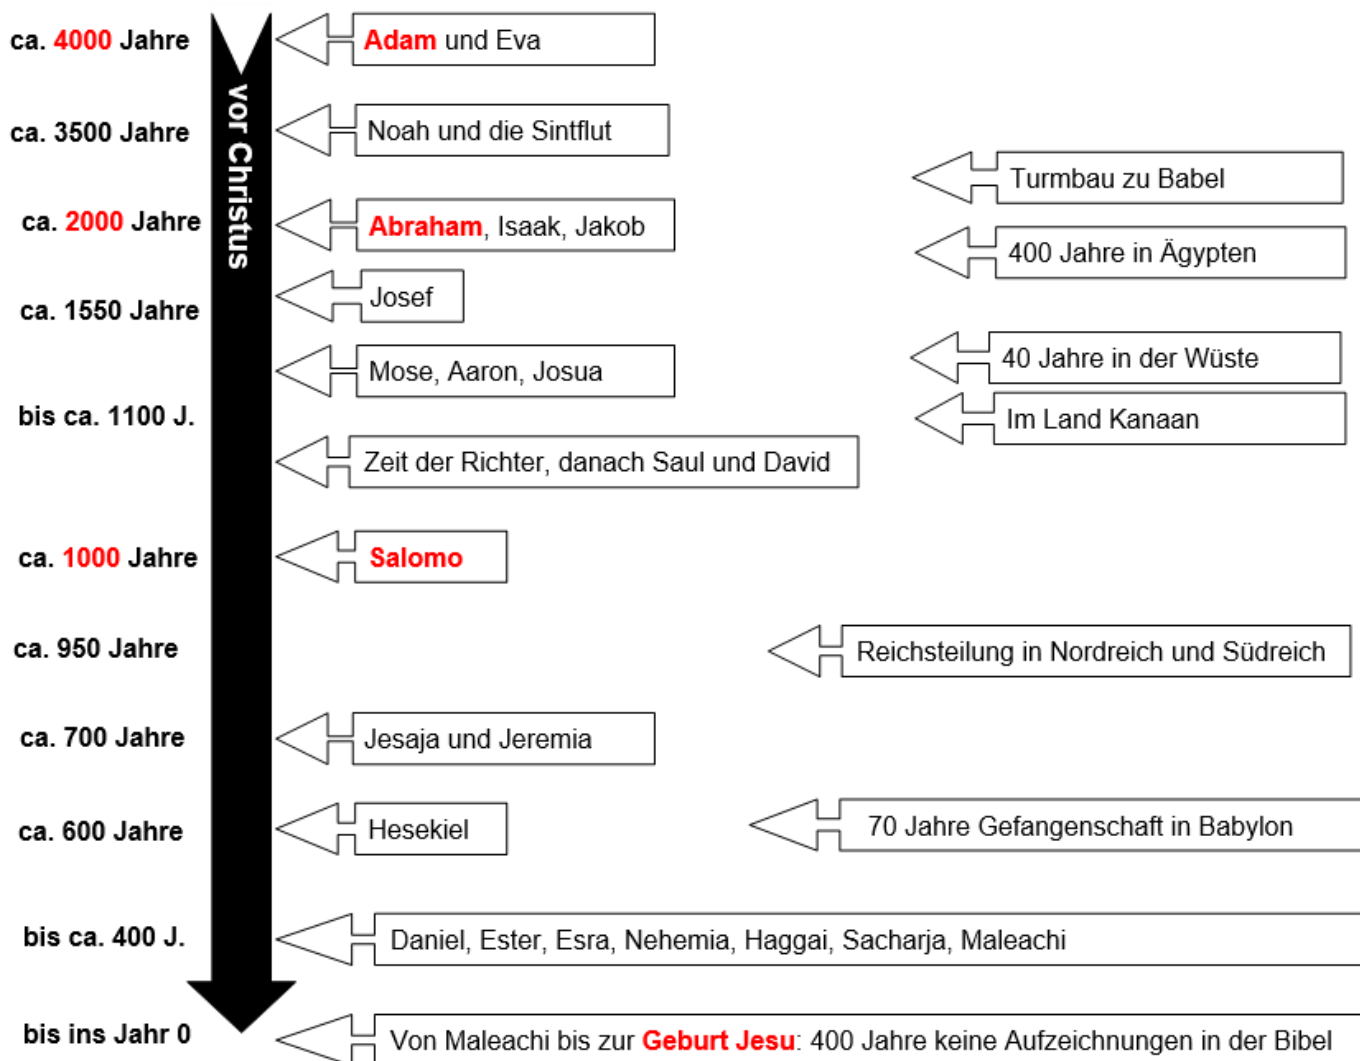 ca. 4000 Jahre
Adam und Eva
vor Christus
ca. 3500 Jahre
Noah und die Sintflut
Turmbau zu Babel
ca. 2000 Jahre
Abraham, Isaak, Jakob
400 Jahre in Ägypten
ca. 1550 Jahre
Josef
Mose, Aaron, Josua
40 Jahre in der Wüste
bis ca. 1100 J.
Im Land Kanaan
Zeit der Richter, danach Saul und David
ca. 1000 Jahre
Salomo
ca. 950 Jahre
Reichsteilung in Nordreich und Südreich
ca. 700 Jahre
Jesaja und Jeremia
ca. 600 Jahre
Hesekiel
70 Jahre Gefangenschaft in Babylon
bis ca. 400 J.
Daniel, Ester, Esra, Nehemia, Haggai, Sacharja, Maleachi
bis ins Jahr 0
Von Maleachi bis zur Geburt Jesu: 400 Jahre keine Aufzeichnungen in der Bibel